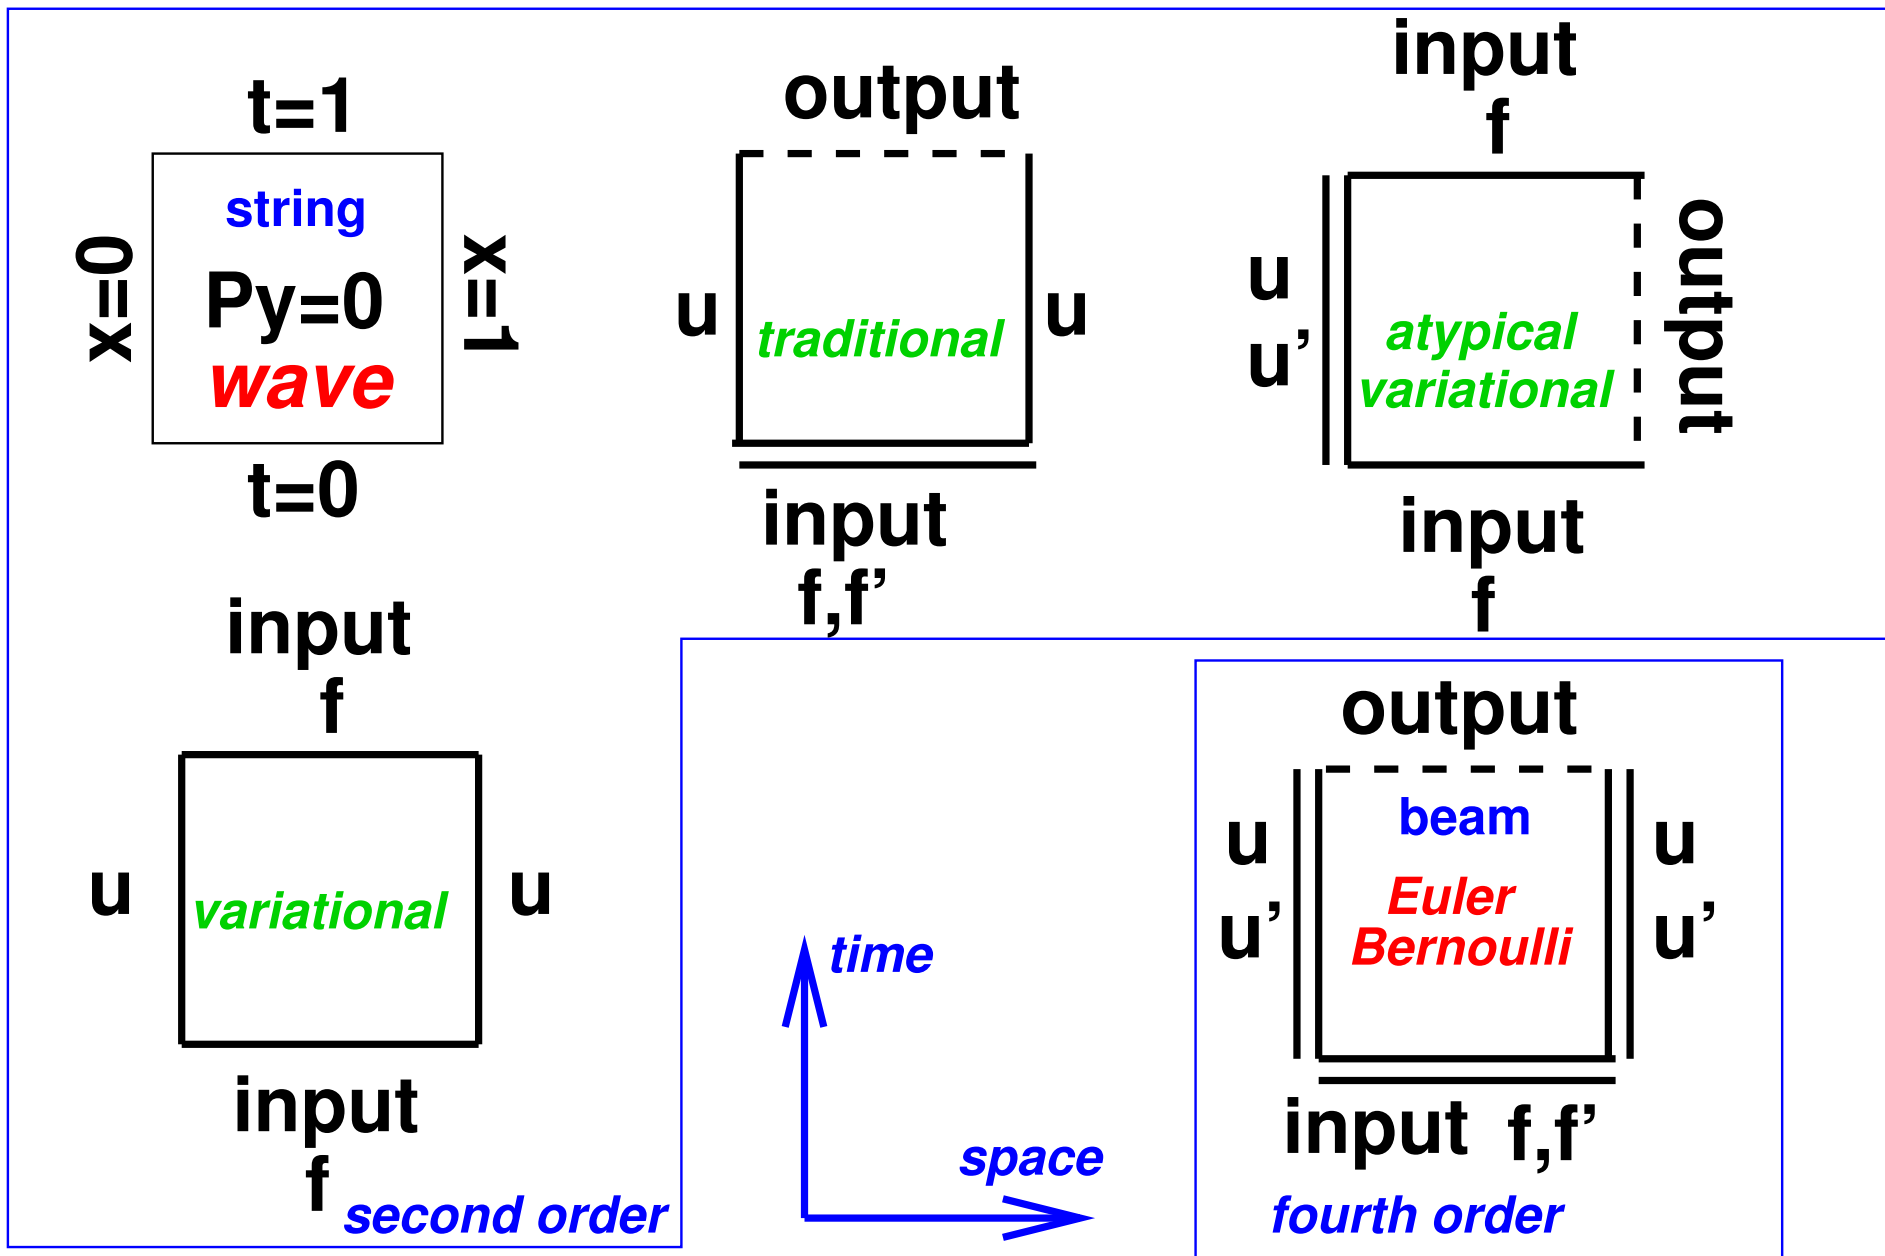 t=1
x=0
string
Py=0
wave
x=1
t=0
output
u
traditional
u
input
f,f’
input
f
u
u’
atypical
variational
output
input
f
input
f
u
variational
u
input
f
second order
time
space
output
u
u’
beam
Euler
Bernoulli
u
u’
input f,f’
fourth order